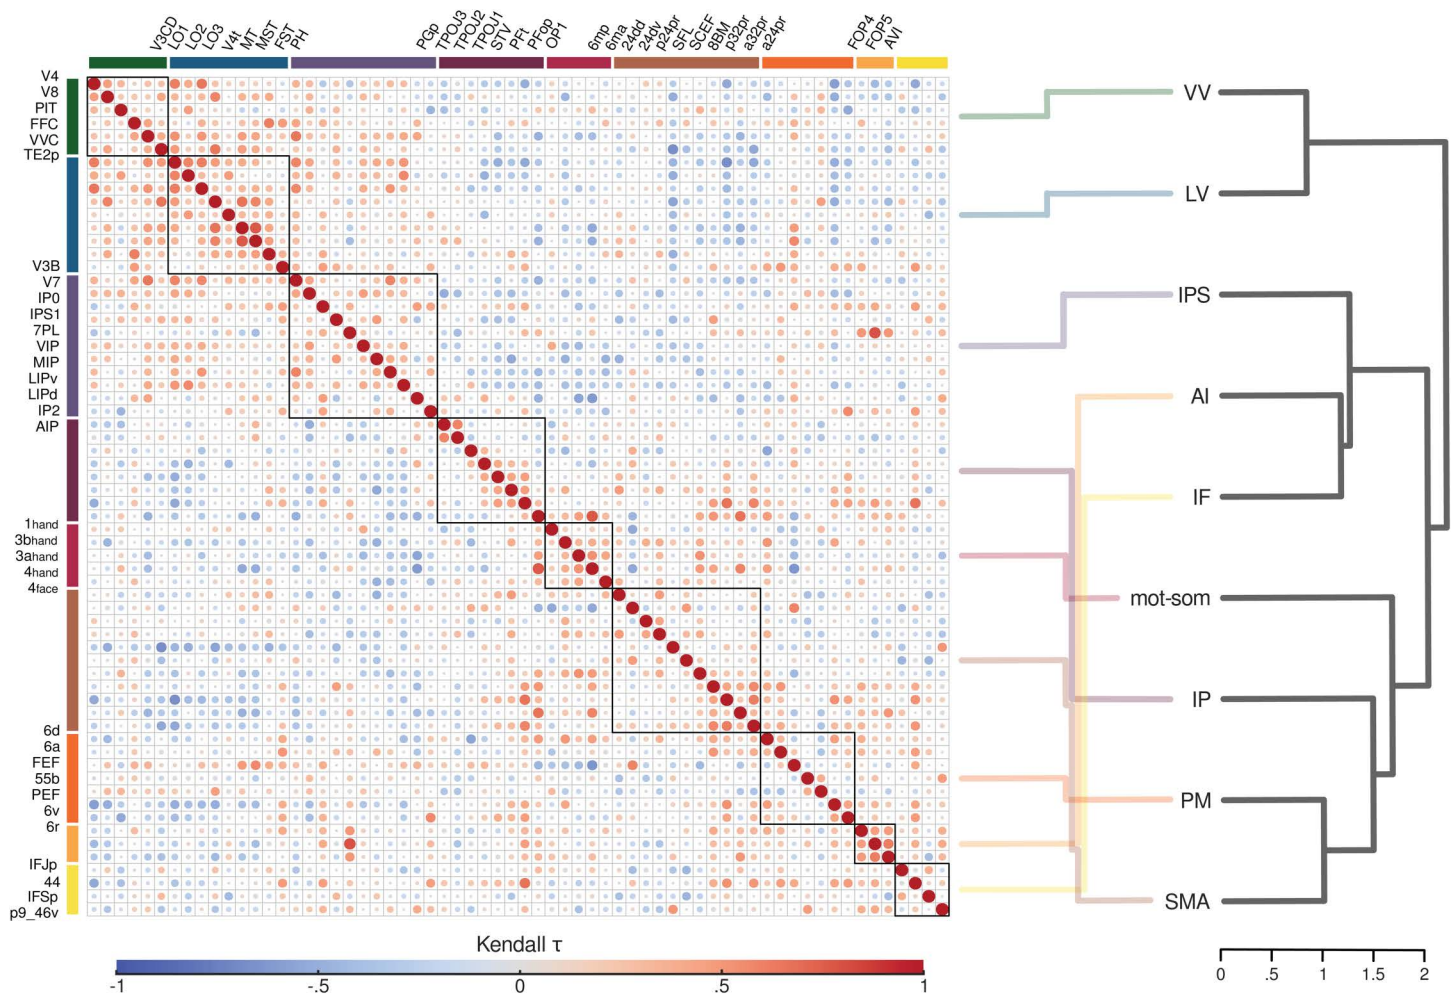 V3CD LO1 LO2 LO3 V4t MT MST FST PH PGp TPOJ3 TPOJ2 TPOJ1 STV PFt PFop OP1 6mp 6ma 24dd 24dv p24pr SFL SCEF 8BM p32pr a32pr a24pr FOP4 FOP5 AVI
V4
V8
PIT
FFC
VVC
TE2p
V3B
V7
IP0
IPS1
7PL
VIP
MIP
LIPv
LIPd
IP2
AIP
1hand
3bhand
3ahand
4hand
4face
6d
6a
FEF
55b
PEF
6v
6r
IFJp
44
IFSp
p9_46v
VV
LV
IPS
AI
IF
mot-som
IP
PM
SMA
Kendall τ
-1 -.5 0 .5 1
0 .5 1 1.5 2